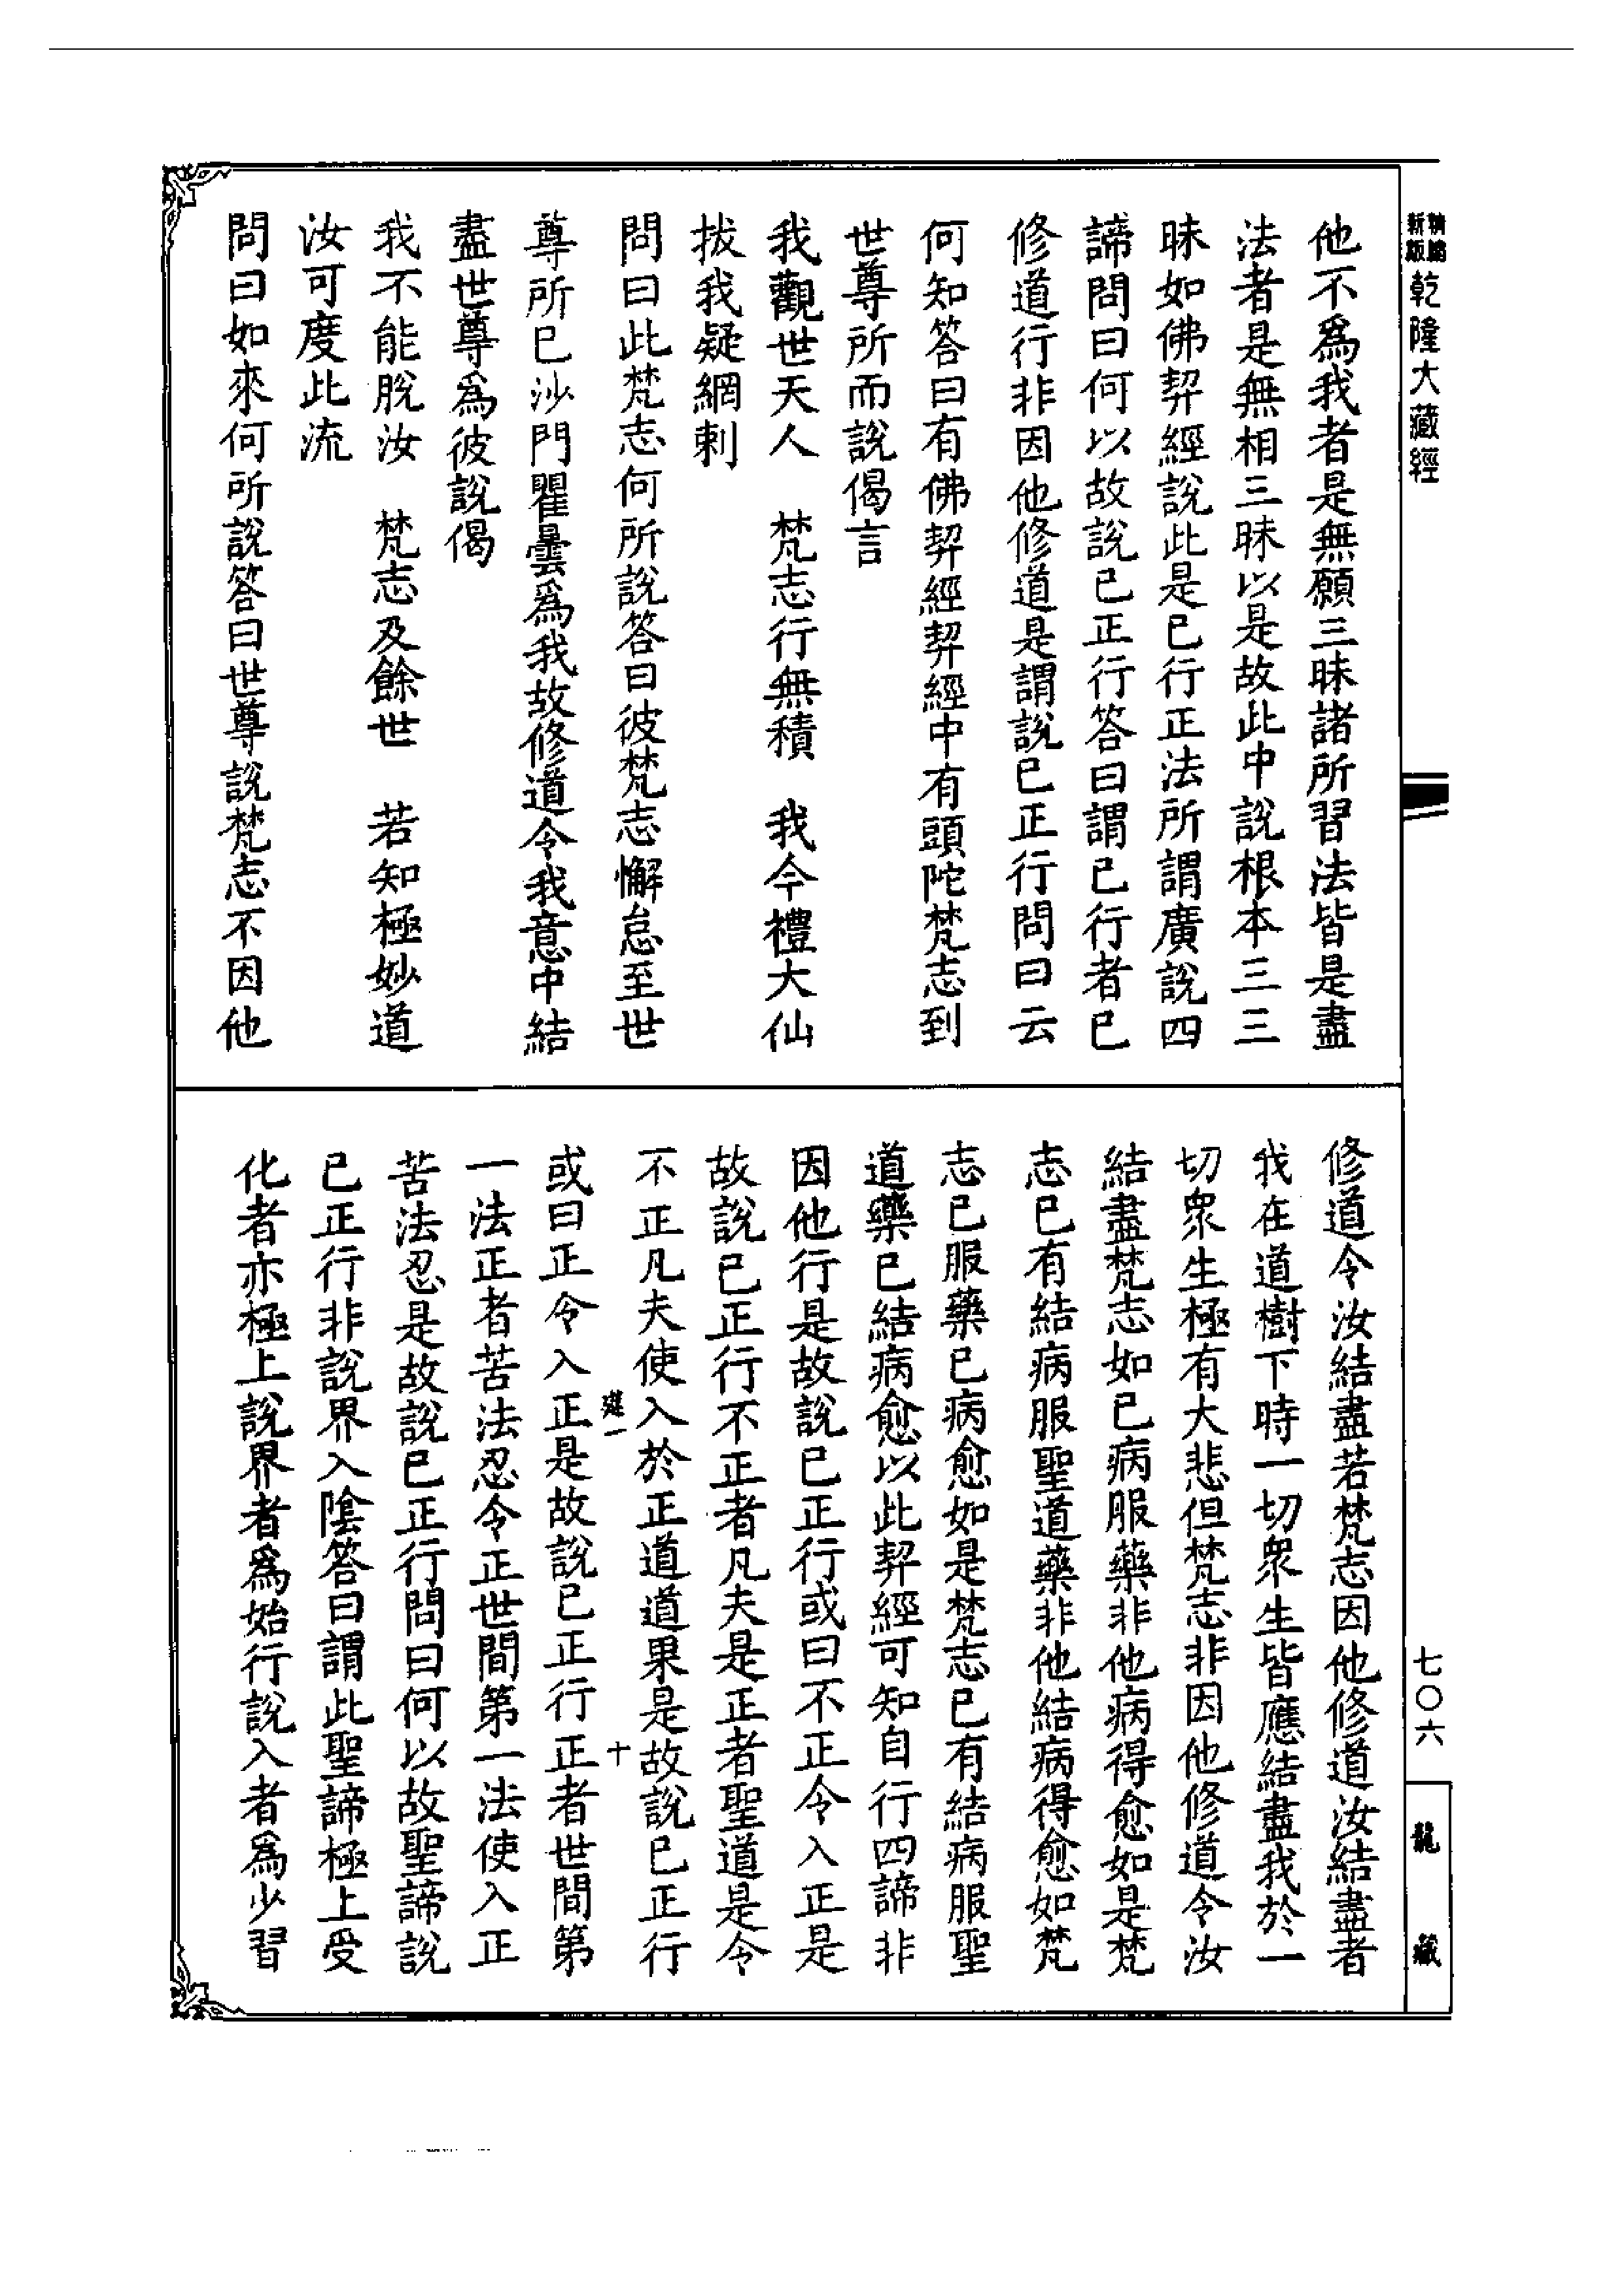 新編
新版
乾隆大藏經
他不爲我者是無願三昧諸所習法皆是盡
法者是無相三昧以是故此中說根本三三
昧如佛契經說此是已行正法所謂廣說四
諦問曰何以故說已正行答曰謂已行者已
修道行非因他修道是謂說已正行問曰云
何知答曰有佛契經契經中有頭陀梵志到
世尊所而說偈言
我觀世天人　梵志行無積　我今禮大仙
拔我疑網刺
問曰此梵志何所說答曰彼梵志懈怠至世
尊所已沙門瞿曇爲我故修道令我意中結
盡世尊爲彼說偈
我不能脫汝　梵志及餘世　若知極妙道
汝可度此流
問曰如來何所說答曰世尊說梵志不因他
修道令汝結盡若梵志因他修道汝結盡者
我在道樹下時一切衆生皆應結盡我於一
切衆生極有大悲但梵志非因他修道令汝
結盡梵志如已病服藥非他病得愈如是梵
志已有結病服聖道藥非他結病得愈如梵
志已服藥已病愈如是梵志已有結病服聖
道藥已結病愈以此契經可知自行四諦非
因他行是故說已正行或曰不正令入正是
故說已正行不正者凡夫是正者聖道是令
不正凡夫使入於正道道果是故說已正行
或曰正令入正是故說已正行正者世間第
一法正者苦法忍令正世間第一法使入正
苦法忍是故說已正行問曰何以故聖諦說
已正行非說界入陰答曰謂此聖諦極上受
化者亦極上說界者爲始行說入者爲少習
十
七〇六
龍藏